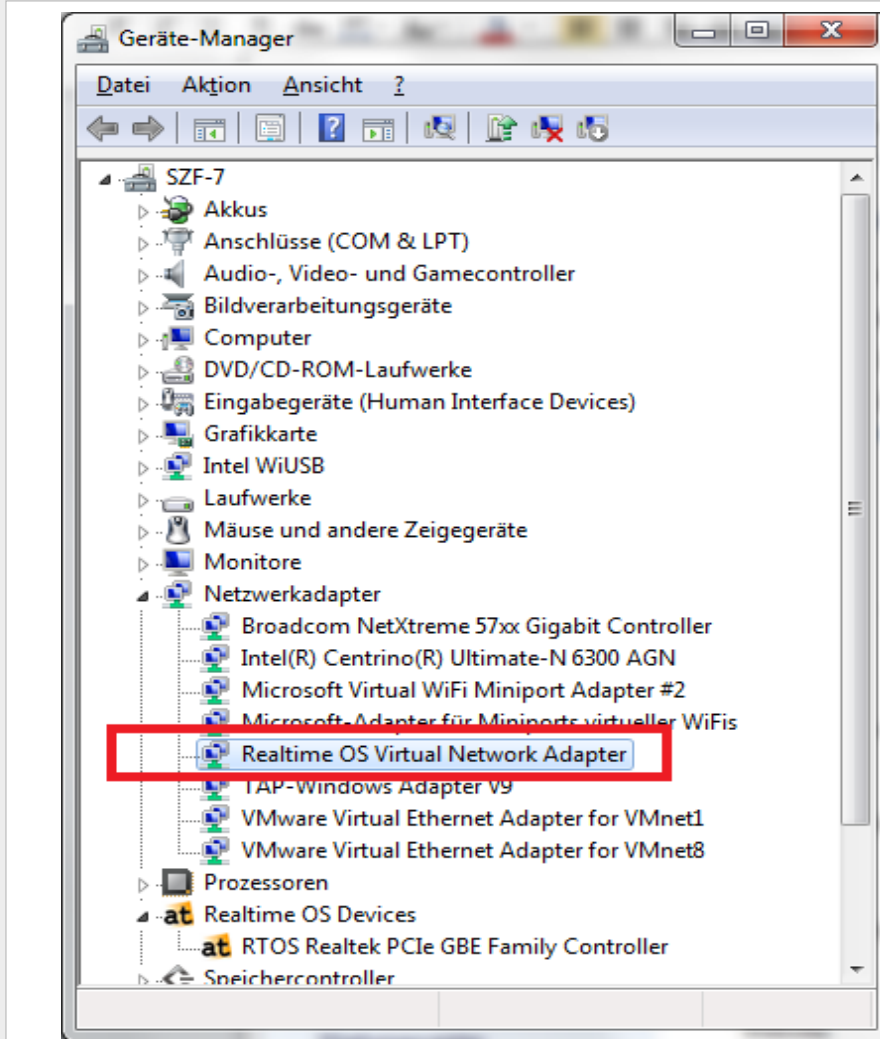 Geräte-Manager
Datei Aktion Ansicht ?
SZF-7
Akkus
Anschlüsse (COM & LPT)
Audio-, Video- und Gamecontroller
Bildverarbeitungsgeräte
Computer
DVD/CD-ROM-Laufwerke
Eingabegeräte (Human Interface Devices)
Grafikkarte
Intel WiUSB
Laufwerke
Mäuse und andere Zeigegeräte
Monitore
Netzwerkadapter
Broadcom NetXtreme 57xx Gigabit Controller
Intel(R) Centrino(R) Ultimate-N 6300 AGN
Microsoft Virtual WiFi Miniport Adapter #2
Microsoft-Adapter für Miniports virtueller WiFis
Realtime OS Virtual Network Adapter
TAP-Windows Adapter V9
VMware Virtual Ethernet Adapter for VMnet1
VMware Virtual Ethernet Adapter for VMnet8
Prozessoren
at Realtime OS Devices
at RTOS Realtek PCIe GBE Family Controller
Speichercontroller